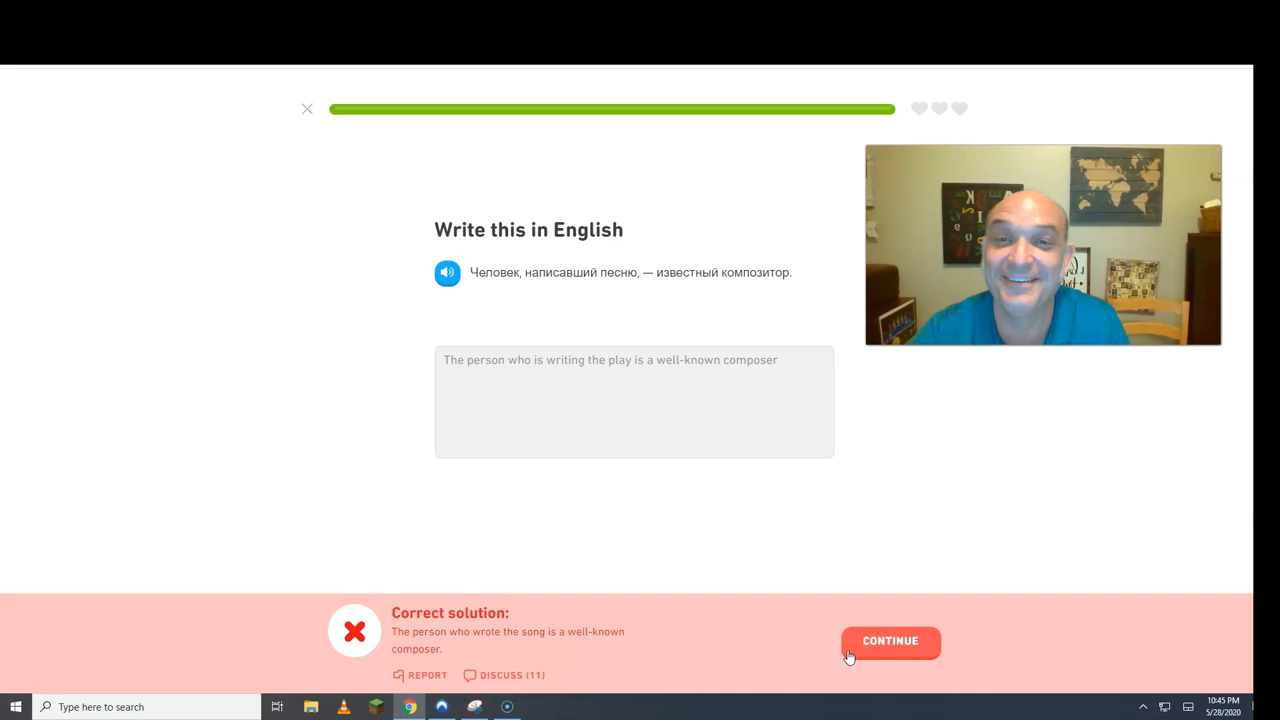 Write this in English
Человек, написавший песню, — известный композитор.
The person who is writing the play is a well-known composer
Correct solution:
The person who wrote the song is a well-known
composer.
CONTINUE
REPORT
DISCUSS (11)
Type here to search
10:45 PM
5/28/2020